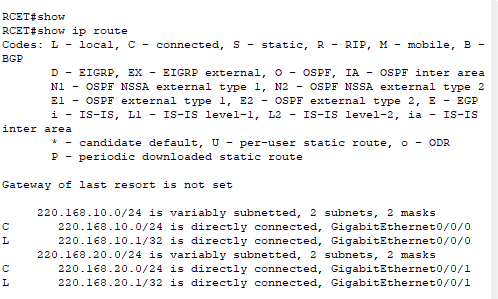 RCET#show
RCET#show ip route
Codes: L - local, C - connected, S - static, R - RIP, M - mobile, B -
BGP
D - EIGRP, EX - EIGRP external, O - OSPF, IA - OSPF inter area
N1 - OSPF NSSA external type 1, N2 - OSPF NSSA external type 2
E1 - OSPF external type 1, E2 - OSPF external type 2, E - EGP
i - IS-IS, L1 - IS-IS level-1, L2 - IS-IS level-2, ia - IS-IS
inter area
* - candidate default, U - per-user static route, o - ODR
P - periodic downloaded static route
Gateway of last resort is not set
220.168.10.0/24 is variably subnetted, 2 subnets, 2 masks
C 220.168.10.0/24 is directly connected, GigabitEthernet0/0/0
L 220.168.10.1/32 is directly connected, GigabitEthernet0/0/0
220.168.20.0/24 is variably subnetted, 2 subnets, 2 masks
C 220.168.20.0/24 is directly connected, GigabitEthernet0/0/1
L 220.168.20.1/32 is directly connected, GigabitEthernet0/0/1